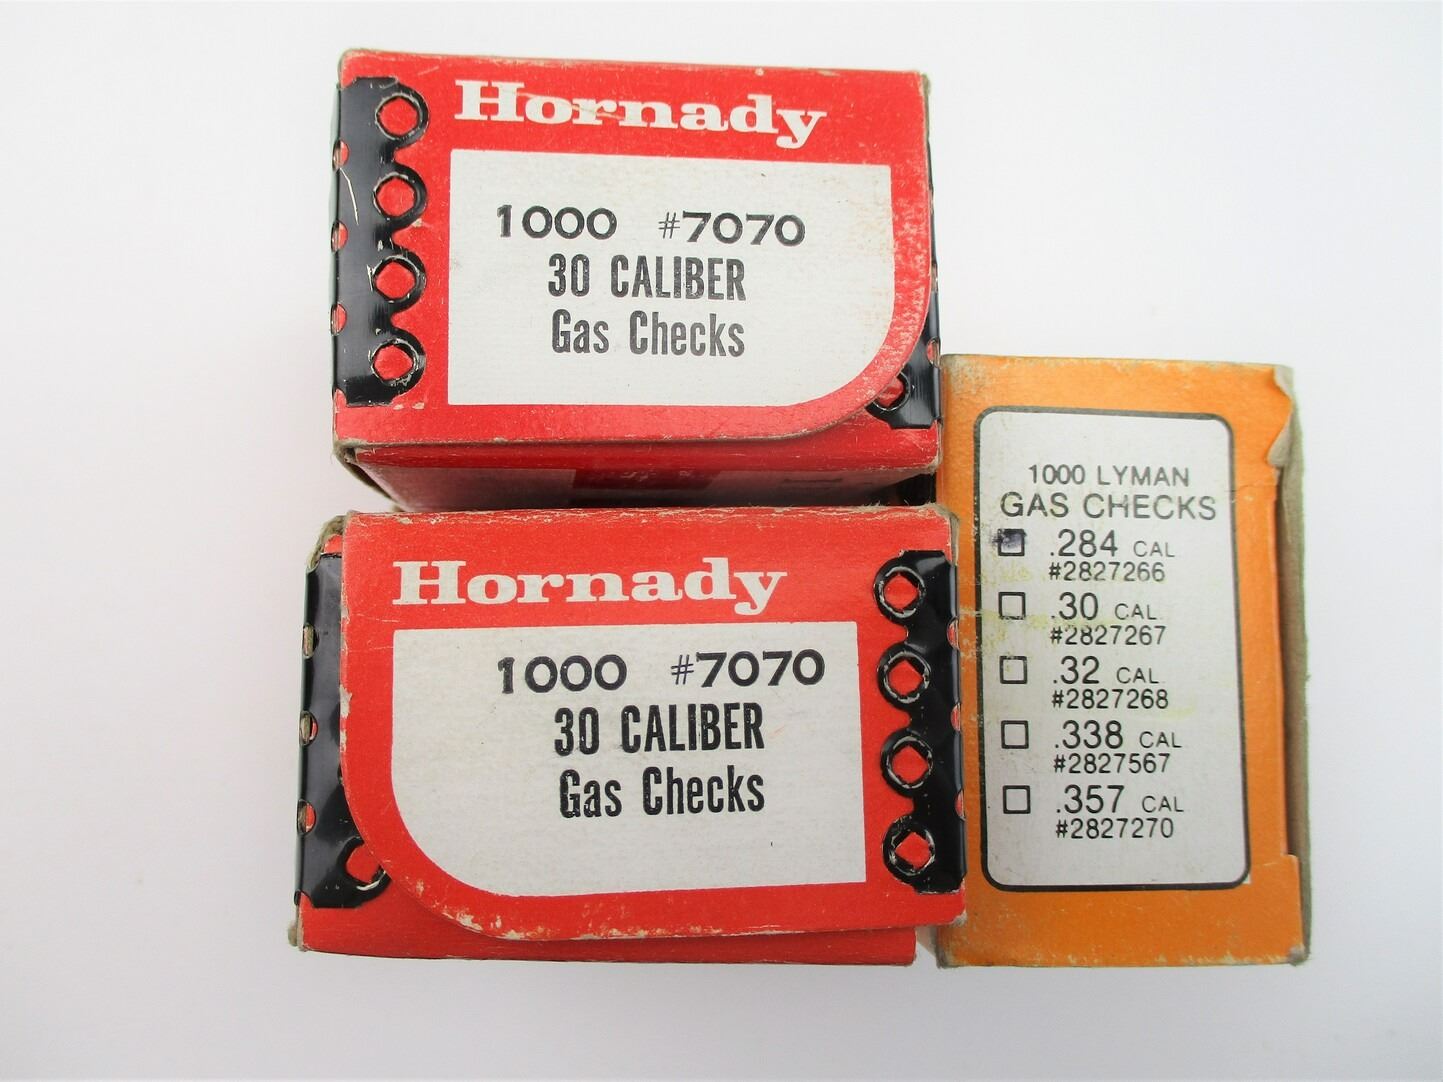 Hornady
1000 #7070
30 CALIBER
Gas Checks
Hornady
1000 #7070
30 CALIBER
Gas Checks
1000 LYMAN
GAS CHECKS
.284 CAL
#2827266
.30 CAL
#2827267
.32 CAL.
#2827268
.338 CAL
#2827567
.357 CAL
#2827270